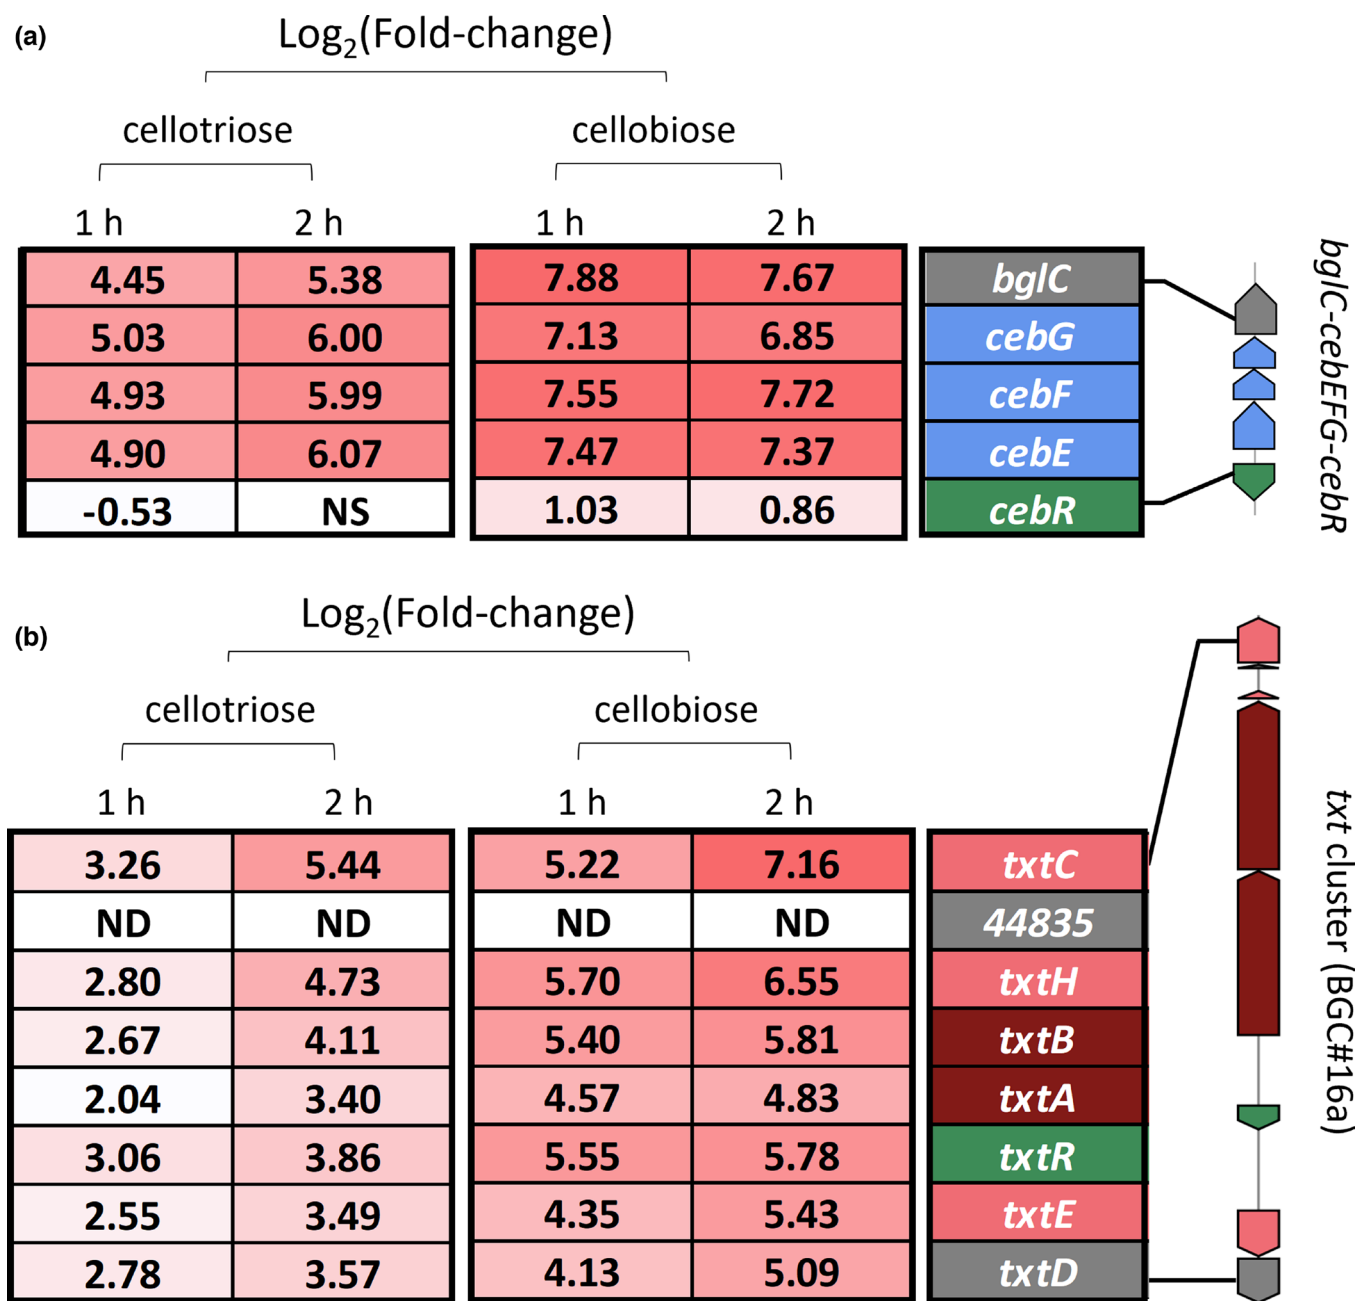 (a)
Log2(Fold-change)
cellotriose cellobiose
1 h 2 h 1 h 2 h
4.45 5.38 7.88 7.67 bglC
5.03 6.00 7.13 6.85 cebG
4.93 5.99 7.55 7.72 cebF
4.90 6.07 7.47 7.37 cebE
-0.53 NS 1.03 0.86 cebR
bglC-cebEFG-cebR
(b)
Log2(Fold-change)
cellotriose cellobiose
1 h 2 h 1 h 2 h
3.26 5.44 5.22 7.16 txtC
ND ND ND ND 44835
2.80 4.73 5.70 6.55 txtH
2.67 4.11 5.40 5.81 txtB
2.04 3.40 4.57 4.83 txtA
3.06 3.86 5.55 5.78 txtR
2.55 3.49 4.35 5.43 txtE
2.78 3.57 4.13 5.09 txtD
txt cluster (BGC#16a)